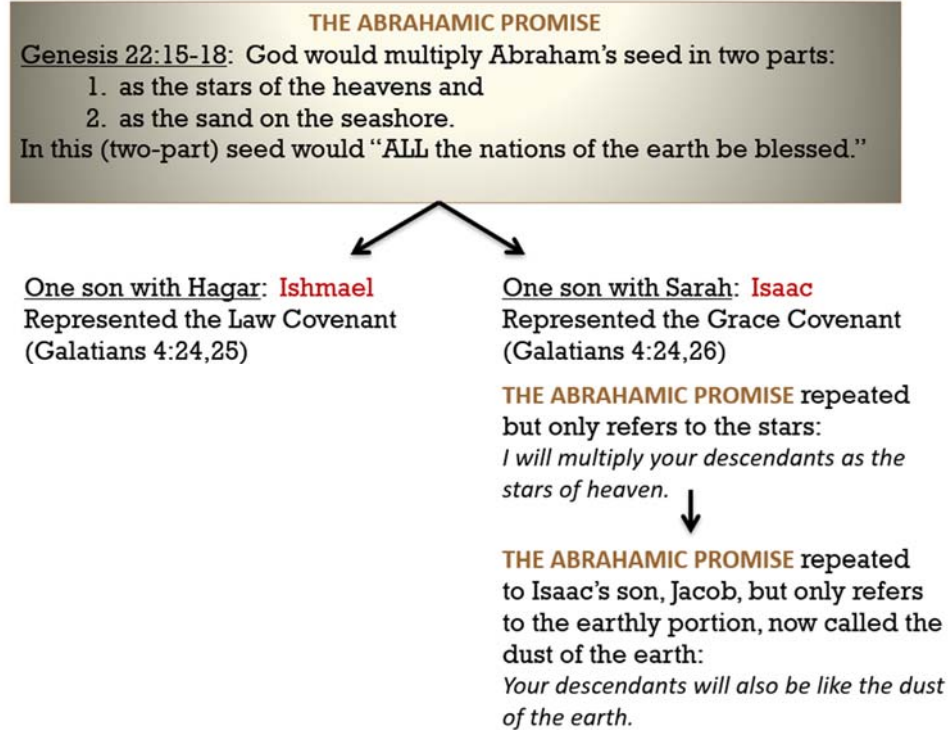 THE ABRAHAMIC PROMISE
Genesis 22:15-18: God would multiply Abraham's seed in two parts:
1. as the stars of the heavens and
2. as the sand on the seashore.
In this (two-part) seed would “ALL the nations of the earth be blessed.”
One son with Hagar: Ishmael
Represented the Law Covenant
(Galatians 4:24,25)
One son with Sarah: Isaac
Represented the Grace Covenant
(Galatians 4:24,26)
THE ABRAHAMIC PROMISE repeated
but only refers to the stars:
I will multiply your descendants as the
stars of heaven.
THE ABRAHAMIC PROMISE repeated
to Isaac's son, Jacob, but only refers
to the earthly portion, now called the
dust of the earth:
Your descendants will also be like the dust
of the earth.